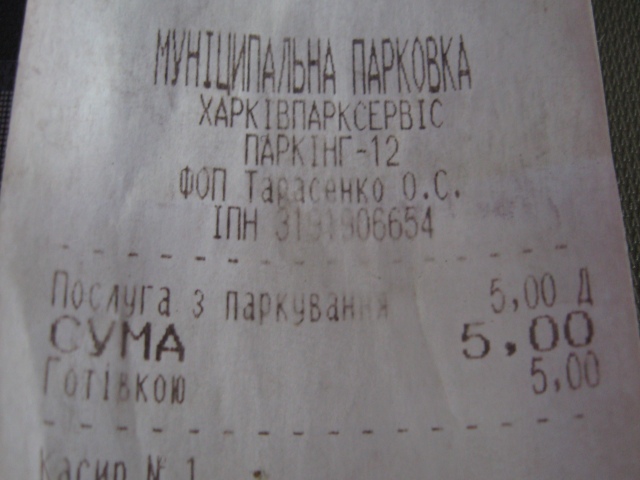 МУНІЦИПАЛЬНА ПАРКОВКА
ХАРКІВПАРКСЕРВІС
ПАРКІНГ-12
ФОП Тарасенко О.С.
ІПН 3191906654
Послуга з паркування 5,00 Д
СУМА 5,00
Готівкою 5,00
Касир N 1